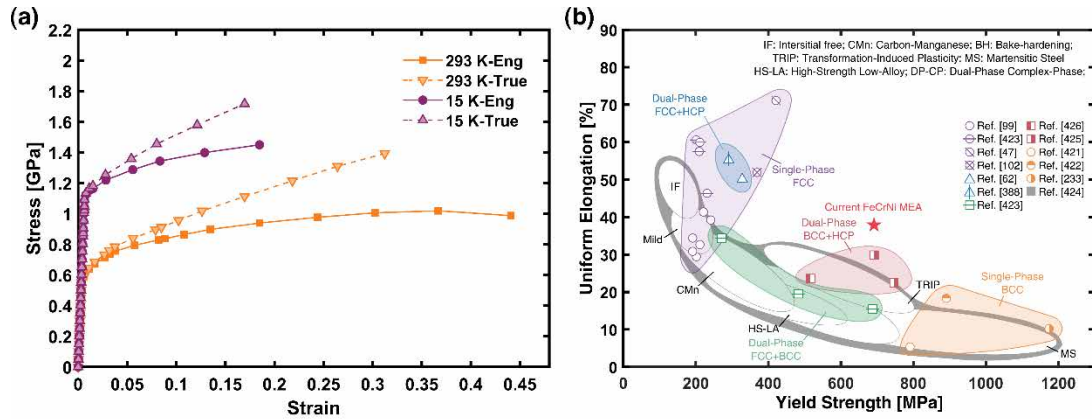 (a)
2.2
2
1.8
1.6
1.4
1.2
1
0.8
0.6
0.4
0.2
0
Stress [GPa]
293 K-Eng
293 K-True
15 K-Eng
15 K-True
0 0.05 0.1 0.15 0.2 0.25 0.3 0.35 0.4 0.45
Strain
(b)
90
80
70
60
50
40
30
20
10
0
Uniform Elongation [%]
IF: Intersitial free; CMn: Carbon-Manganese; BH: Bake-hardening;
TRIP: Transformation-Induced Plasticity: MS: Martensitic Steel
HS-LA: High-Strength Low-Alloy; DP-CP: Dual-Phase Complex-Phase;
Dual-Phase
FCC+HCP
Single-Phase
FCC
Ref. [99]
Ref. [423]
Ref. [47]
Ref. [102]
Ref. [62]
Ref. [388]
Ref. [423]
Ref. [426]
Ref. [425]
Ref. [421]
Ref. [422]
Ref. [233]
Ref. [424]
IF
Mild
CMn
Current FeCrNi MEA
Dual-Phase
BCC+HCP
TRIP
Single-Phase
BCC
HS-LA
Dual-Phase
FCC+BCC
MS
0 200 400 600 800 1000 1200
Yield Strength [MPa]